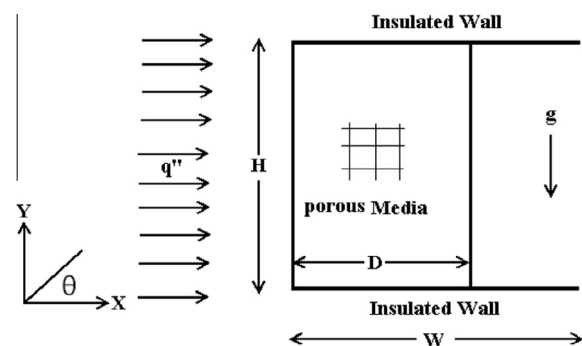 Insulated Wall
q"
H
g
porous Media
Y
θ
X
D
Insulated Wall
W